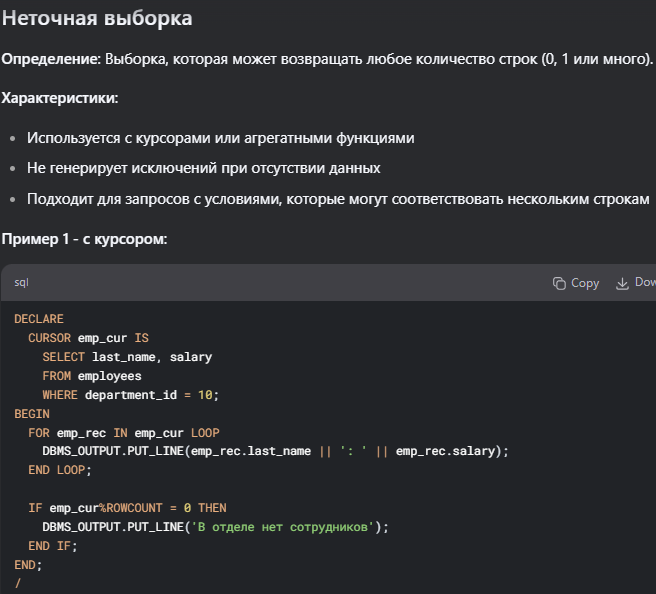 Неточная выборка
Определение: Выборка, которая может возвращать любое количество строк (0, 1 или много).
Характеристики:
Используется с курсорами или агрегатными функциями
Не генерирует исключений при отсутствии данных
Подходит для запросов с условиями, которые могут соответствовать нескольким строкам
Пример 1 - с курсором:
sql Copy Dow
DECLARE
  CURSOR emp_cur IS
    SELECT last_name, salary
    FROM employees
    WHERE department_id = 10;
BEGIN
  FOR emp_rec IN emp_cur LOOP
    DBMS_OUTPUT.PUT_LINE(emp_rec.last_name || ': ' || emp_rec.salary);
  END LOOP;

  IF emp_cur%ROWCOUNT = 0 THEN
    DBMS_OUTPUT.PUT_LINE('В отделе нет сотрудников');
  END IF;
END;
/